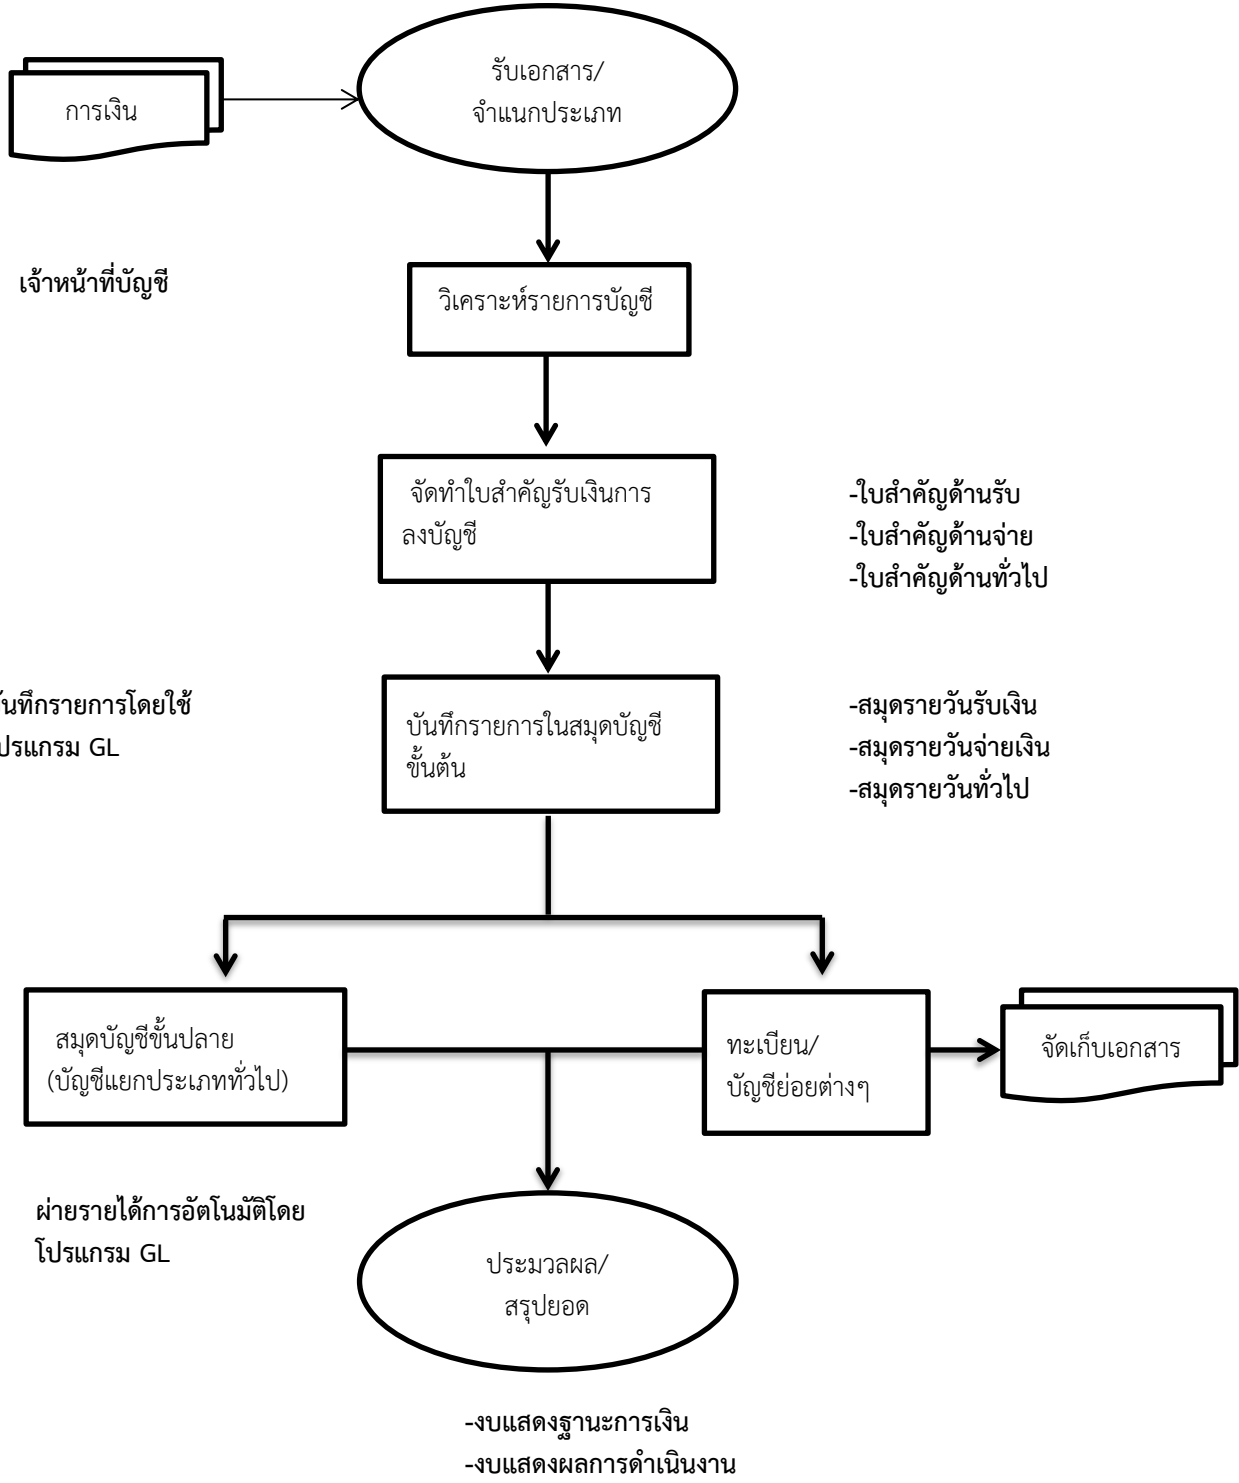 รับเอกสาร/
จำแนกประเภท
การเงิน
เจ้าหน้าที่บัญชี
วิเคราะห์รายการบัญชี
จัดทำใบสำคัญรับเงินการ
ลงบัญชี
-ใบสำคัญด้านรับ
-ใบสำคัญด้านจ่าย
-ใบสำคัญด้านทั่วไป
ันทึกรายการโดยใช้
ปรแกรม GL
บันทึกรายการในสมุดบัญชี
ขั้นต้น
-สมุดรายวันรับเงิน
-สมุดรายวันจ่ายเงิน
-สมุดรายวันทั่วไป
สมุดบัญชีขั้นปลาย
(บัญชีแยกประเภททั่วไป)
ทะเบียน/
บัญชีย่อยต่างๆ
จัดเก็บเอกสาร
ผ่ายรายได้การอัตโนมัติโดย
โปรแกรม GL
ประมวลผล/
สรุปยอด
-งบแสดงฐานะการเงิน
-งบแสดงผลการดำเนินงาน